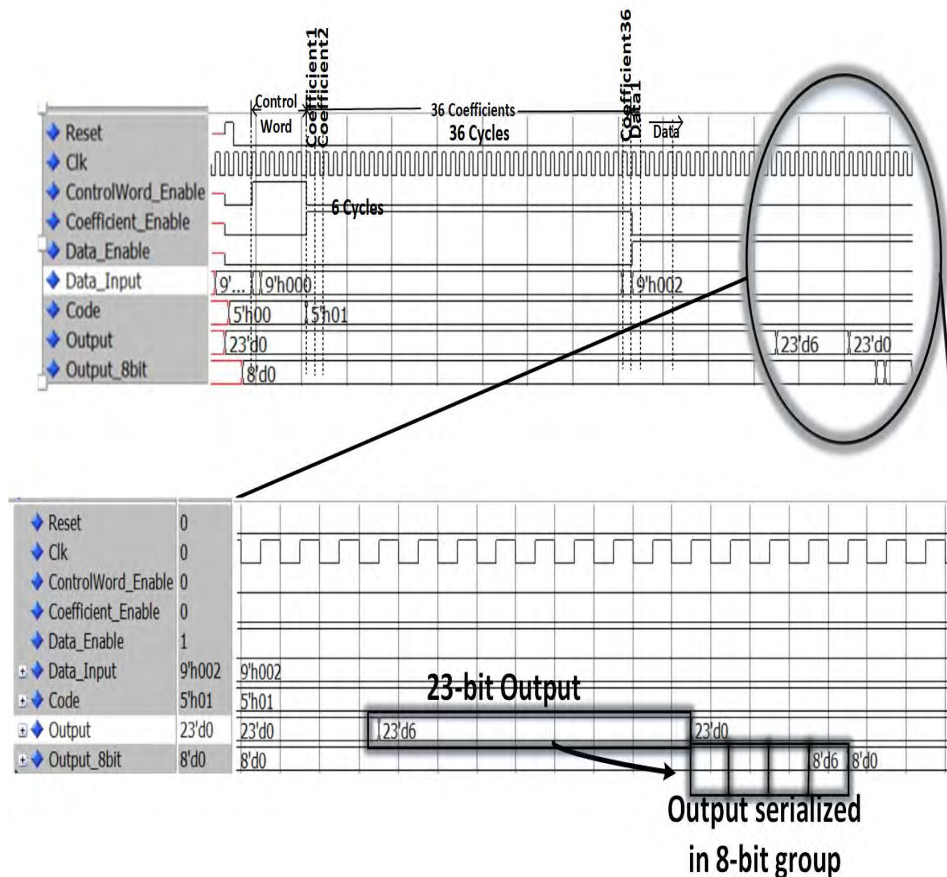 Coefficient1
Coefficient2
Coefficient36
Data1
Control
Word
36 Coefficients
36 Cycles
Data
6 Cycles
Reset
Clk
ControlWord_Enable
Coefficient_Enable
Data_Enable
Data_Input 9'... 9'h000 9'h002
Code 5'h00 5'h01
Output 23'd0 23'd6 23'd0
Output_8bit 8'd0
Reset 0
Clk 0
ControlWord_Enable 0
Coefficient_Enable 0
Data_Enable 1
Data_Input 9'h002 9'h002
Code 5'h01 5'h01
23-bit Output
Output 23'd0 23'd0 23'd6 23'd0
Output_8bit 8'd0 8'd0 8'd6 8'd0
Output serialized
in 8-bit group